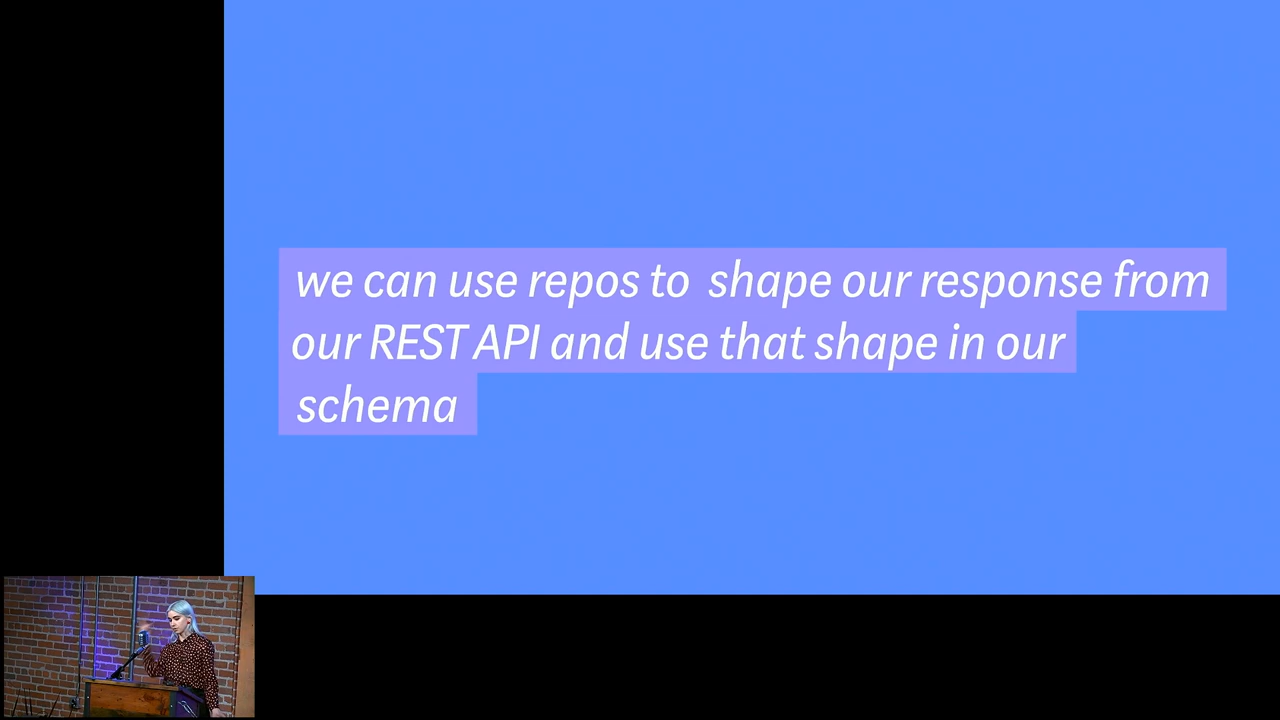 we can use repos to shape our response from
our REST API and use that shape in our
schema